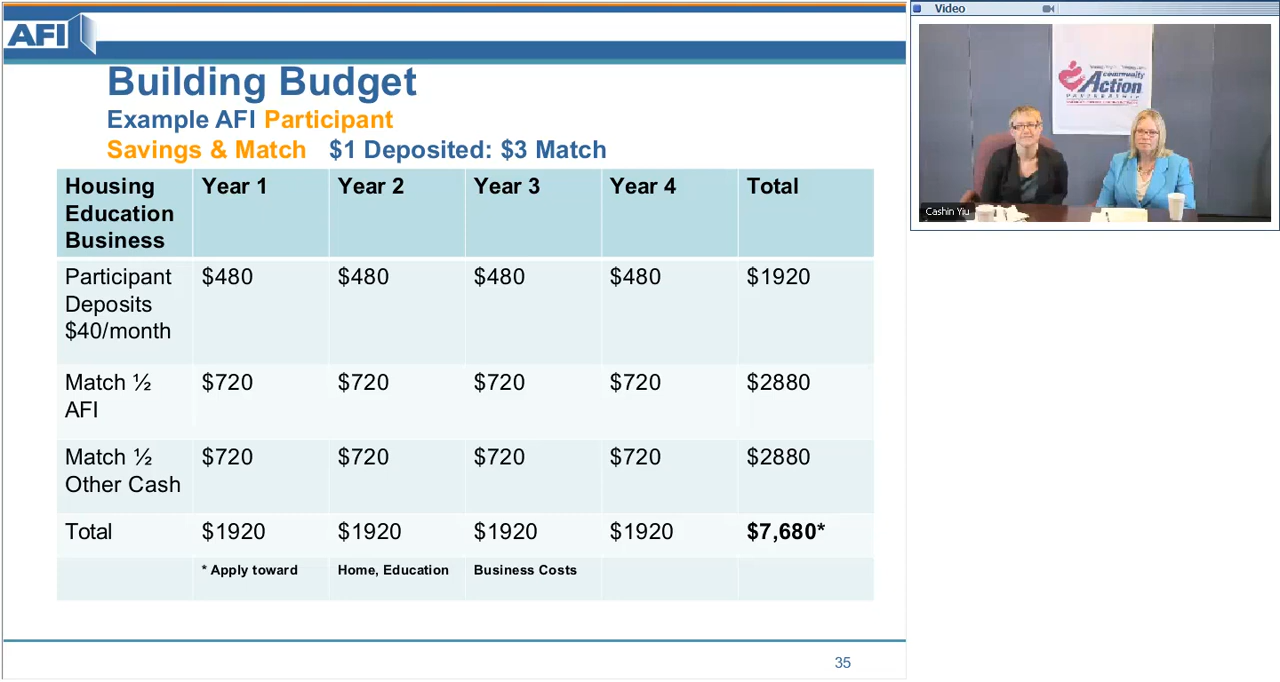 AFI
Building Budget
Example AFI Participant
Savings & Match $1 Deposited: $3 Match
Housing Education Business Year 1 Year 2 Year 3 Year 4 Total
Participant Deposits $40/month $480 $480 $480 $480 $1920
Match ½ AFI $720 $720 $720 $720 $2880
Match ½ Other Cash $720 $720 $720 $720 $2880
Total $1920 $1920 $1920 $1920 $7,680*
* Apply toward Home, Education Business Costs
35
Video
community
Action
PARTNERSHIP
Cashin Yiu